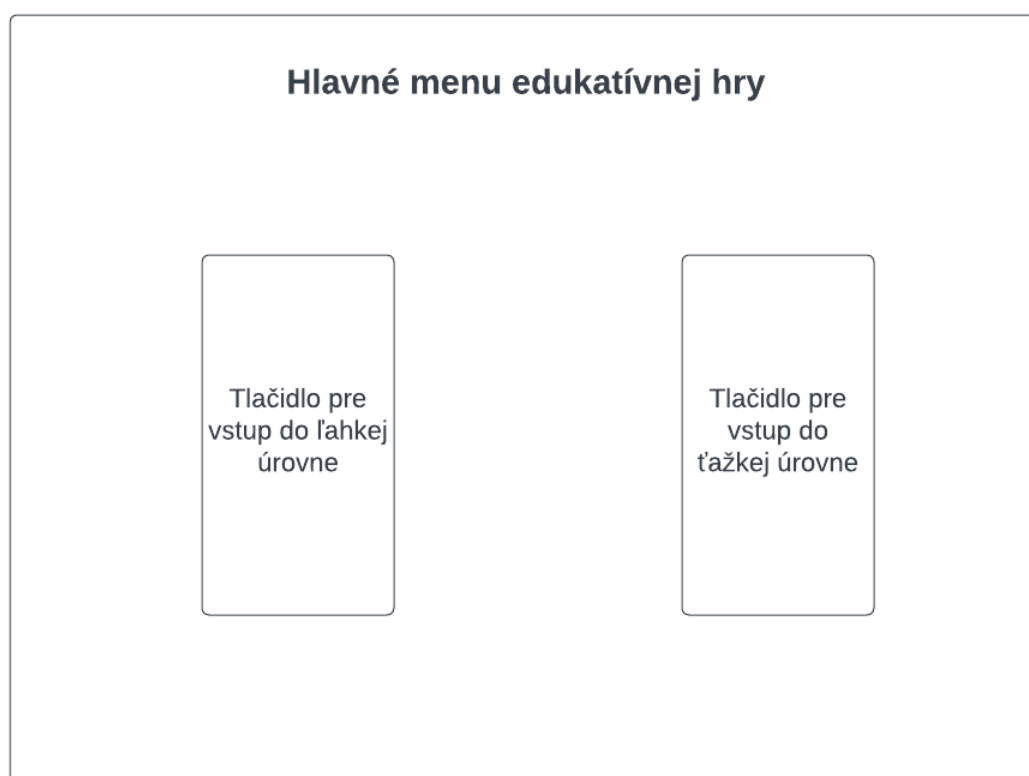 Hlavné menu edukatívnej hry
Tlačidlo pre
vstup do ľahkej
úrovne
Tlačidlo pre
vstup do
ťažkej úrovne